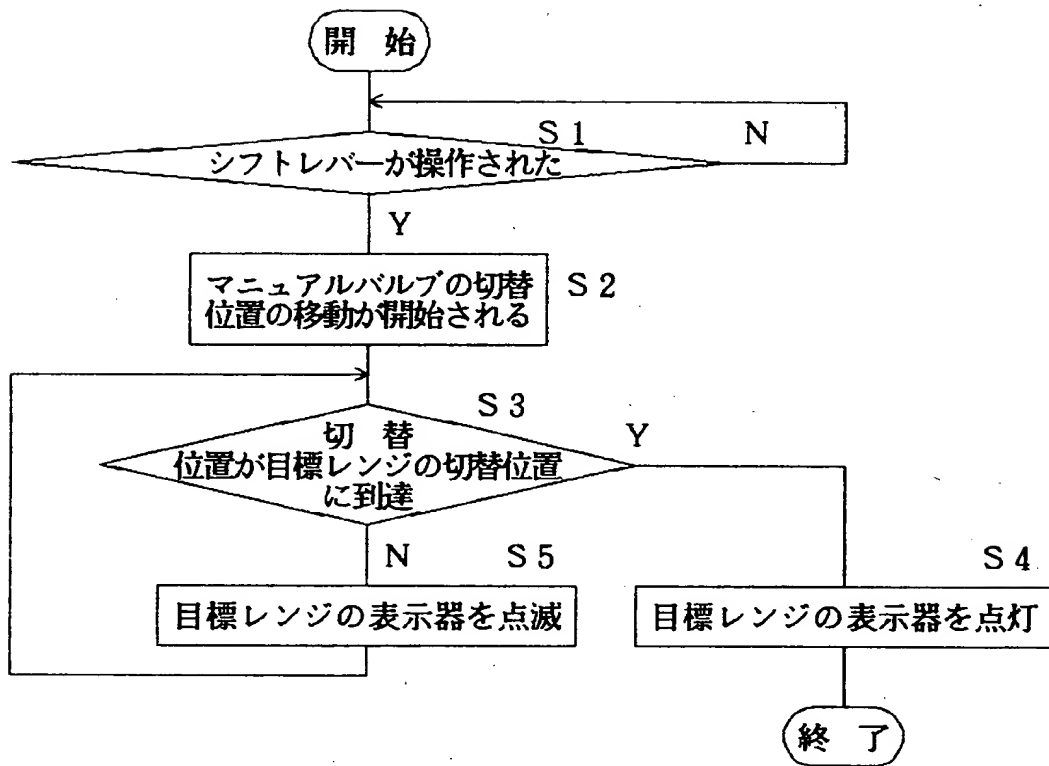 開 始
S1
N
シフトレバーが操作された
Y
マニュアルバルブの切替
位置の移動が開始される
S2
S3
切 替
位置が目標レンジの切替位置
に到達
Y
N
S5
S4
目標レンジの表示器を点滅
目標レンジの表示器を点灯
終 了